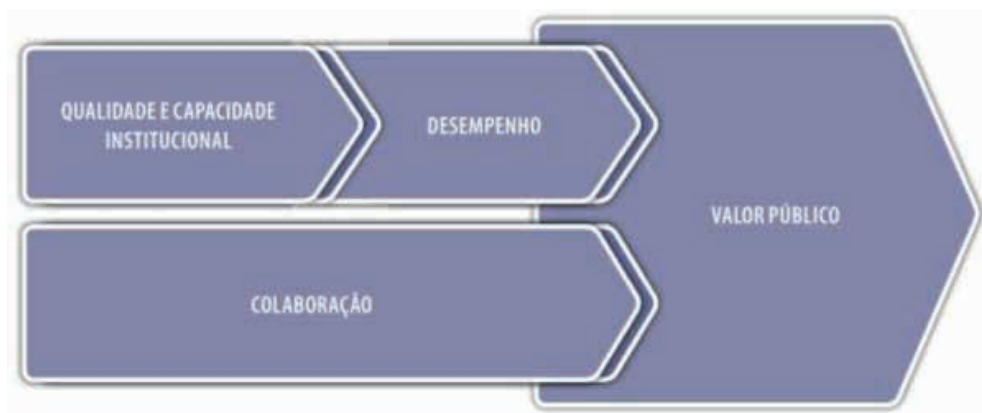 QUALIDADE E CAPACIDADE
INSTITUCIONAL
DESEMPENHO
VALOR PÚBLICO
COLABORAÇÃO